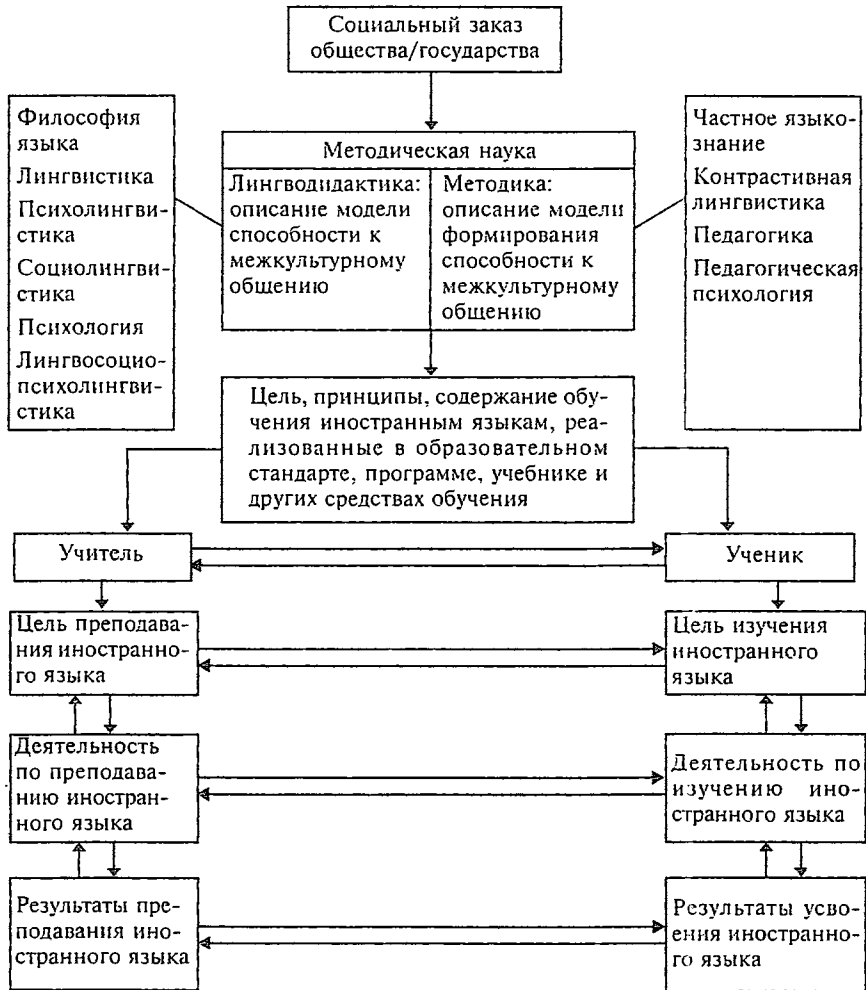 Социальный заказ
общества/государства
Философия
языка
Лингвистика
Психолингви-
стика
Социолингви-
стика
Психология
Лингвосоцио-
психолингви-
стика
Методическая наука
Лингводидактика:
описание модели
способности к
межкультурному
общению
Методика:
описание модели
формирования
способности к
межкультурному
общению
Частное языко-
знание
Контрастивная
лингвистика
Педагогика
Педагогическая
психология
Цель, принципы, содержание обу-
чения иностранным языкам, реа-
лизованные в образовательном
стандарте, программе, учебнике и
других средствах обучения
Учитель
Ученик
Цель преподава-
ния иностранно-
го языка
Цель изучения
иностранного
языка
Деятельность
по преподава-
нию иностран-
ного языка
Деятельность по
изучению ино-
странного языка
Результаты пре-
подавания ино-
странного языка
Результаты усво-
ения иностранно-
го языка